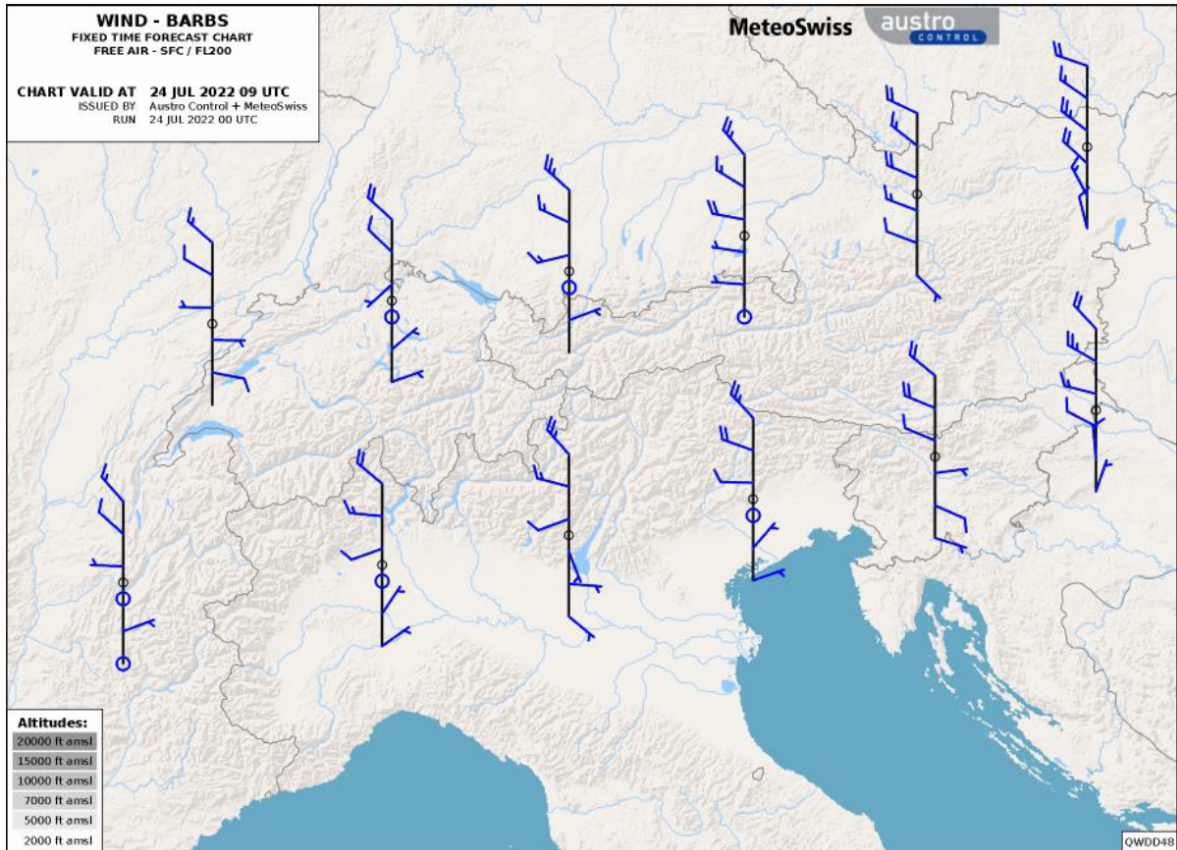 WIND - BARBS
FIXED TIME FORECAST CHART
FREE AIR - SFC / FL200
CHART VALID AT 24 JUL 2022 09 UTC
ISSUED BY Austro Control + MeteoSwiss
RUN 24 JUL 2022 00 UTC
MeteoSwiss
austro
CONTROL
Altitudes:
20000 ft amsl
15000 ft amsl
10000 ft amsl
7000 ft amsl
5000 ft amsl
2000 ft amsl
QWDD48